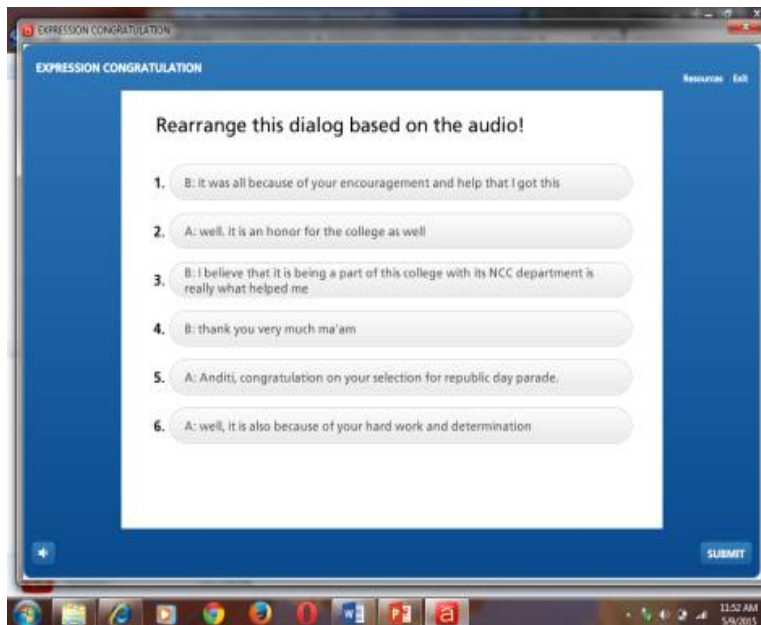 EXPRESSION CONGRATULATION
EXPRESSION CONGRATULATION
Resources Exit
Rearrange this dialog based on the audio!
1. B: it was all because of your encouragement and help that I got this
2. A: well. it is an honor for the college as well
3. B: I believe that it is being a part of this college with its NCC department is
really what helped me
4. B: thank you very much ma'am
5. A: Anditi, congratulation on your selection for republic day parade.
6. A: well, it is also because of your hard work and determination
SUBMIT
11:52 AM
5/9/2015